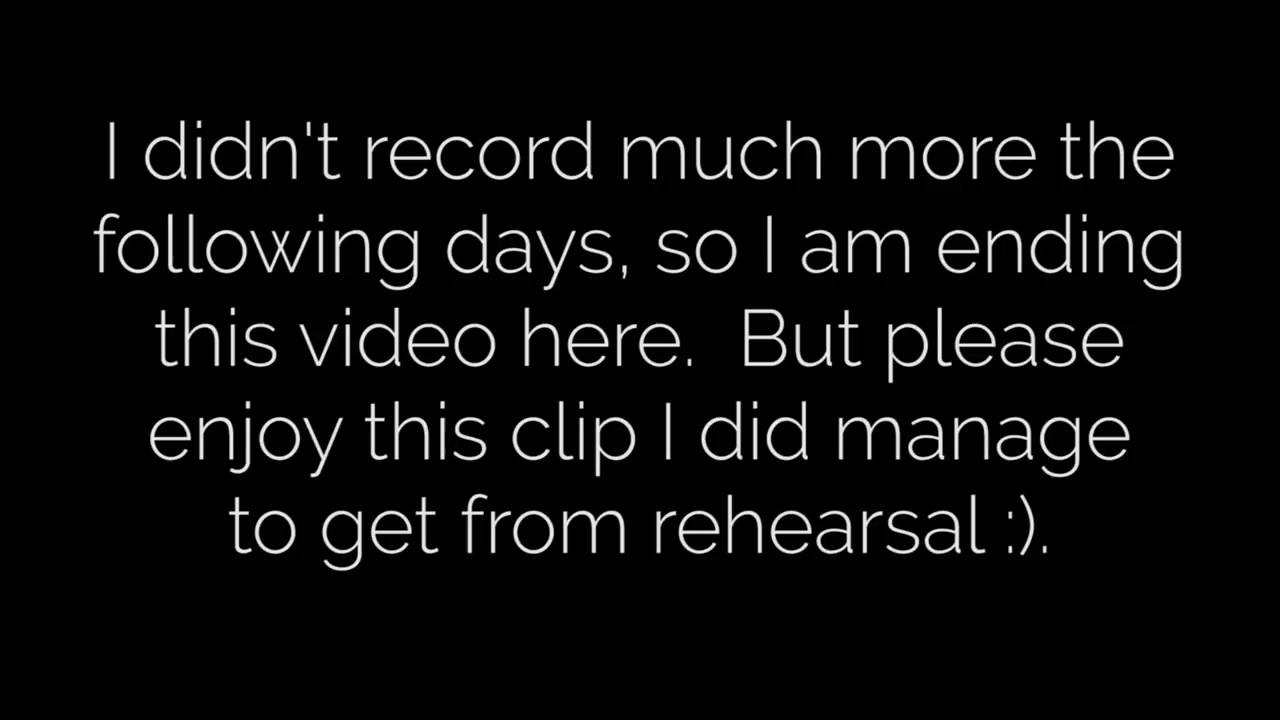 I didn't record much more the
following days, so I am ending
this video here.  But please
enjoy this clip I did manage
to get from rehearsal :).